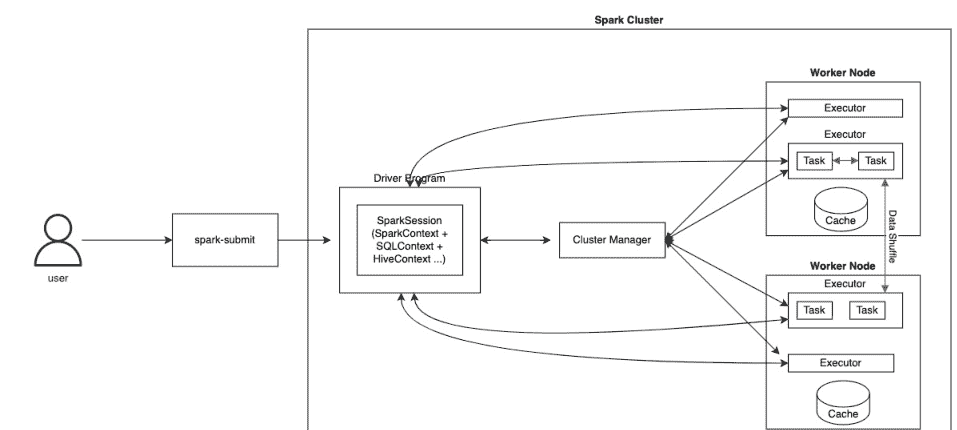 Spark Cluster
Worker Node
Executor
Executor
Task
Task
Cache
Data Shuffle
Driver Program
SparkSession
(SparkContext +
SQLContext +
HiveContext ...)
user
spark-submit
Cluster Manager
Worker Node
Executor
Task
Task
Executor
Cache